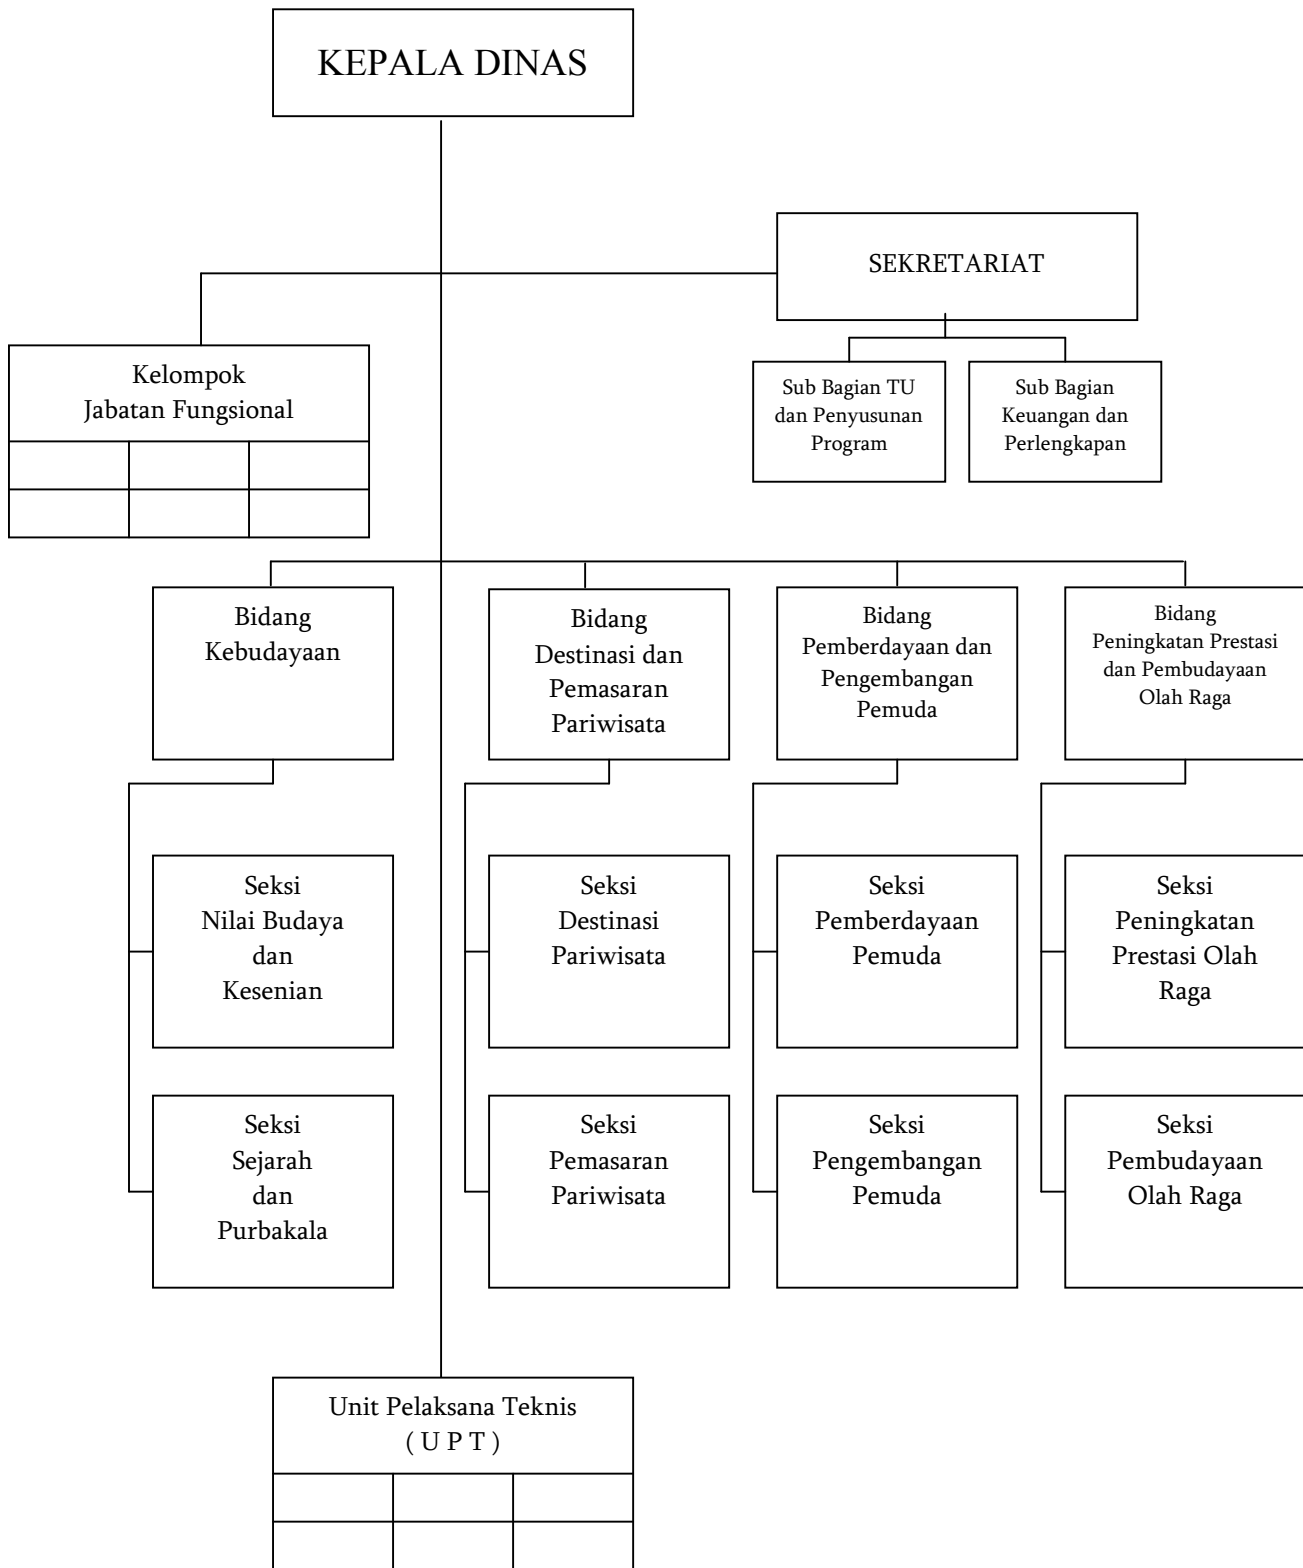 KEPALA DINAS
SEKRETARIAT
Kelompok
Jabatan Fungsional
Sub Bagian TU
dan Penyusunan
Program
Sub Bagian
Keuangan dan
Perlengkapan
Bidang
Kebudayaan
Bidang
Destinasi dan
Pemasaran
Pariwisata
Bidang
Pemberdayaan dan
Pengembangan
Pemuda
Bidang
Peningkatan Prestasi
dan Pembudayaan
Olah Raga
Seksi
Nilai Budaya
dan
Kesenian
Seksi
Destinasi
Pariwisata
Seksi
Pemberdayaan
Pemuda
Seksi
Peningkatan
Prestasi Olah
Raga
Seksi
Sejarah
dan
Purbakala
Seksi
Pemasaran
Pariwisata
Seksi
Pengembangan
Pemuda
Seksi
Pembudayaan
Olah Raga
Unit Pelaksana Teknis
( U P T )